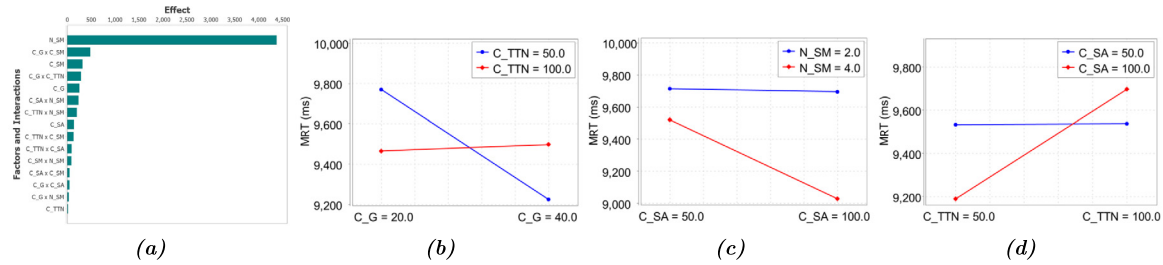 Effect
0 500 1,000 1,500 2,000 2,500 3,000 3,500 4,000 4,500
Factors and Interactions
N_SM
C_G x C_SM
C_SM
C_G x C_TTN
C_G
C_SA x N_SM
C_TTN x N_SM
C_SA
C_TTN x C_SM
C_TTN x C_SA
C_SM x N_SM
C_SA x C_SM
C_G x C_SA
C_G x N_SM
C_TTN
(a)
10,000
9,800
9,600
9,400
9,200
MRT (ms)
C_TTN = 50.0
C_TTN = 100.0
C_G = 20.0
C_G = 40.0
(b)
10,000
9,800
9,600
9,400
9,200
9,000
MRT (ms)
N_SM = 2.0
N_SM = 4.0
C_SA = 50.0
C_SA = 100.0
(c)
9,800
9,600
9,400
9,200
MRT (ms)
C_SA = 50.0
C_SA = 100.0
C_TTN = 50.0
C_TTN = 100.0
(d)